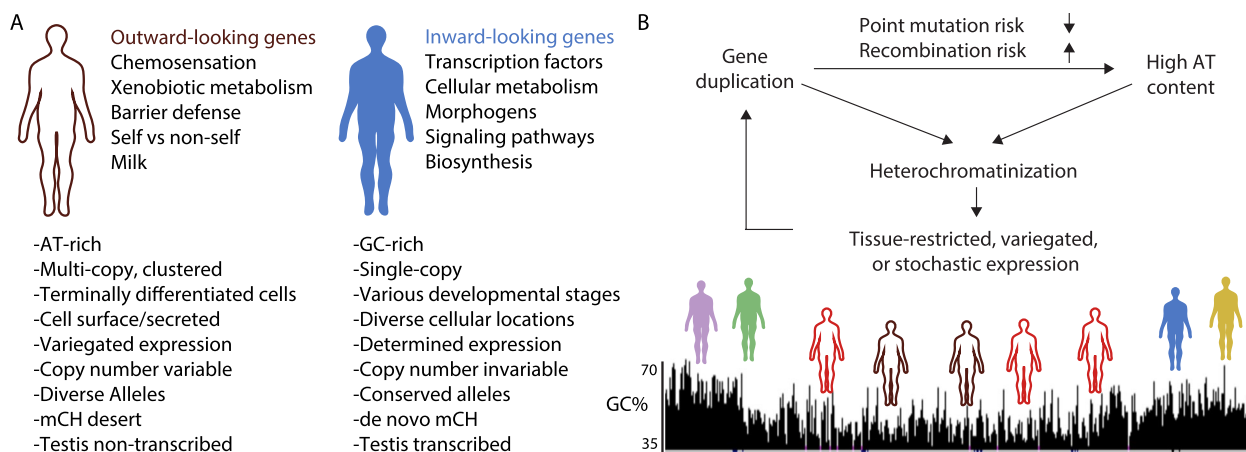 A
Outward-looking genes
Chemosensation
Xenobiotic metabolism
Barrier defense
Self vs non-self
Milk
Inward-looking genes
Transcription factors
Cellular metabolism
Morphogens
Signaling pathways
Biosynthesis
-AT-rich
-Multi-copy, clustered
-Terminally differentiated cells
-Cell surface/secreted
-Variegated expression
-Copy number variable
-Diverse Alleles
-mCH desert
-Testis non-transcribed
-GC-rich
-Single-copy
-Various developmental stages
-Diverse cellular locations
-Determined expression
-Copy number invariable
-Conserved alleles
-de novo mCH
-Testis transcribed
B
Point mutation risk
Recombination risk
Gene
duplication
High AT
content
Heterochromatinization
Tissue-restricted, variegated,
or stochastic expression
70
GC%
35